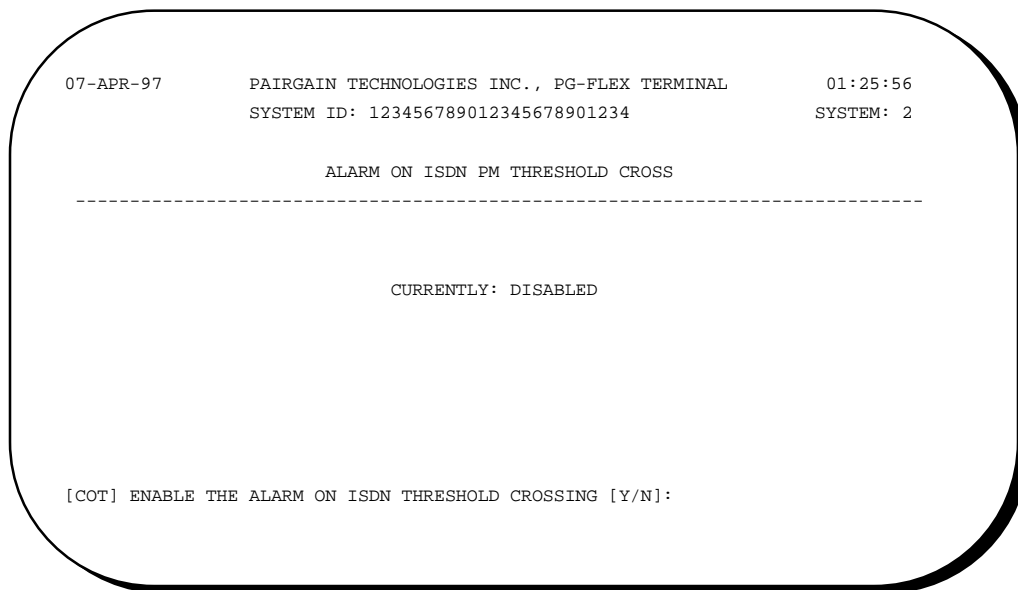 07-APR-97 PAIRGAIN TECHNOLOGIES INC., PG-FLEX TERMINAL 01:25:56
SYSTEM ID: 123456789012345678901234 SYSTEM: 2
ALARM ON ISDN PM THRESHOLD CROSS
------------------------------------------------------------------------------
CURRENTLY: DISABLED
[COT] ENABLE THE ALARM ON ISDN THRESHOLD CROSSING [Y/N]: